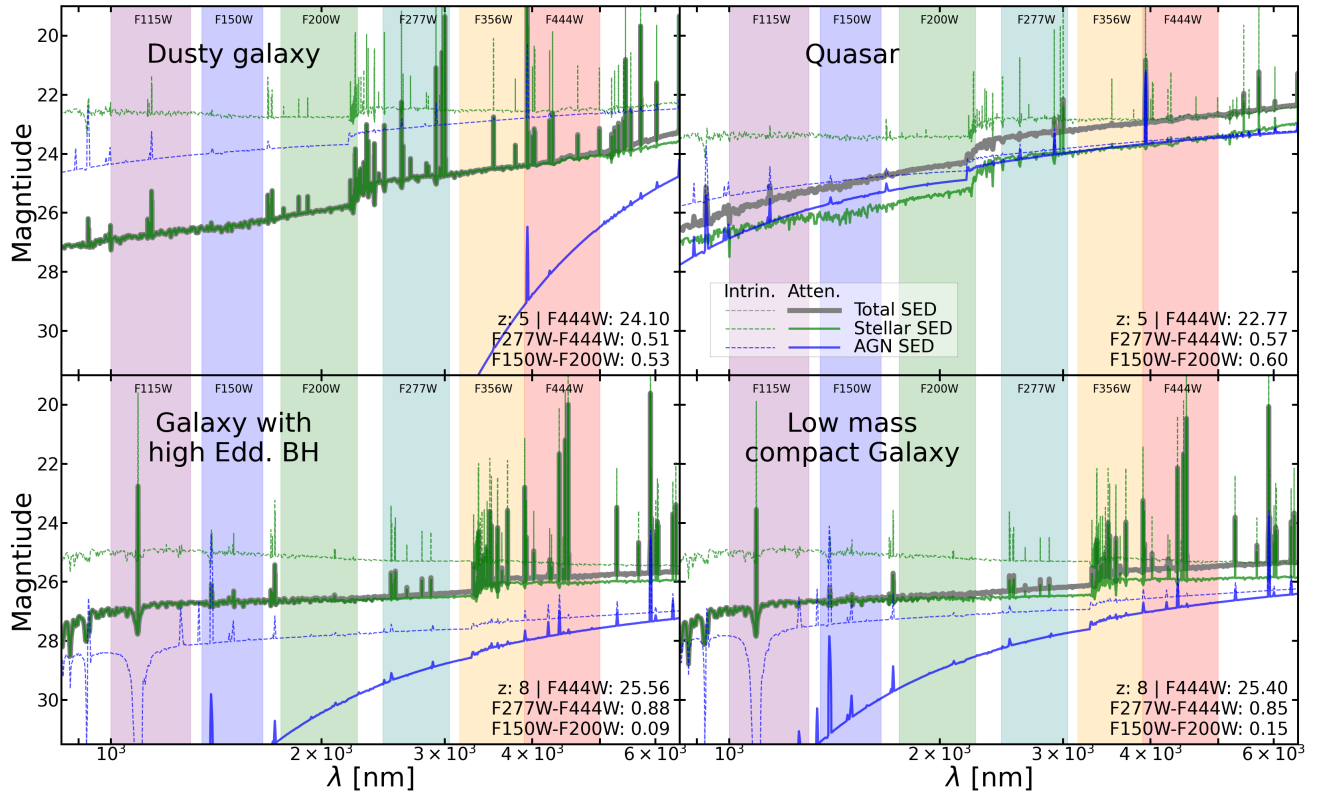 F115W F150W F200W F277W F356W F444W
Dusty galaxy
20
22
24
26
28
30
Magntiude
z: 5 | F444W: 24.10
F277W-F444W: 0.51
F150W-F200W: 0.53
F115W F150W F200W F277W F356W F444W
Quasar
Intrin. Atten.
Total SED
Stellar SED
AGN SED
z: 5 | F444W: 22.77
F277W-F444W: 0.57
F150W-F200W: 0.60
F115W F150W F200W F277W F356W F444W
Galaxy with
high Edd. BH
20
22
24
26
28
30
Magntiude
z: 8 | F444W: 25.56
F277W-F444W: 0.88
F150W-F200W: 0.09
10³ 2 × 10³ 3 × 10³ 4 × 10³ 6 × 10³
λ [nm]
F115W F150W F200W F277W F356W F444W
Low mass
compact Galaxy
z: 8 | F444W: 25.40
F277W-F444W: 0.85
F150W-F200W: 0.15
10³ 2 × 10³ 3 × 10³ 4 × 10³ 6 × 10³
λ [nm]